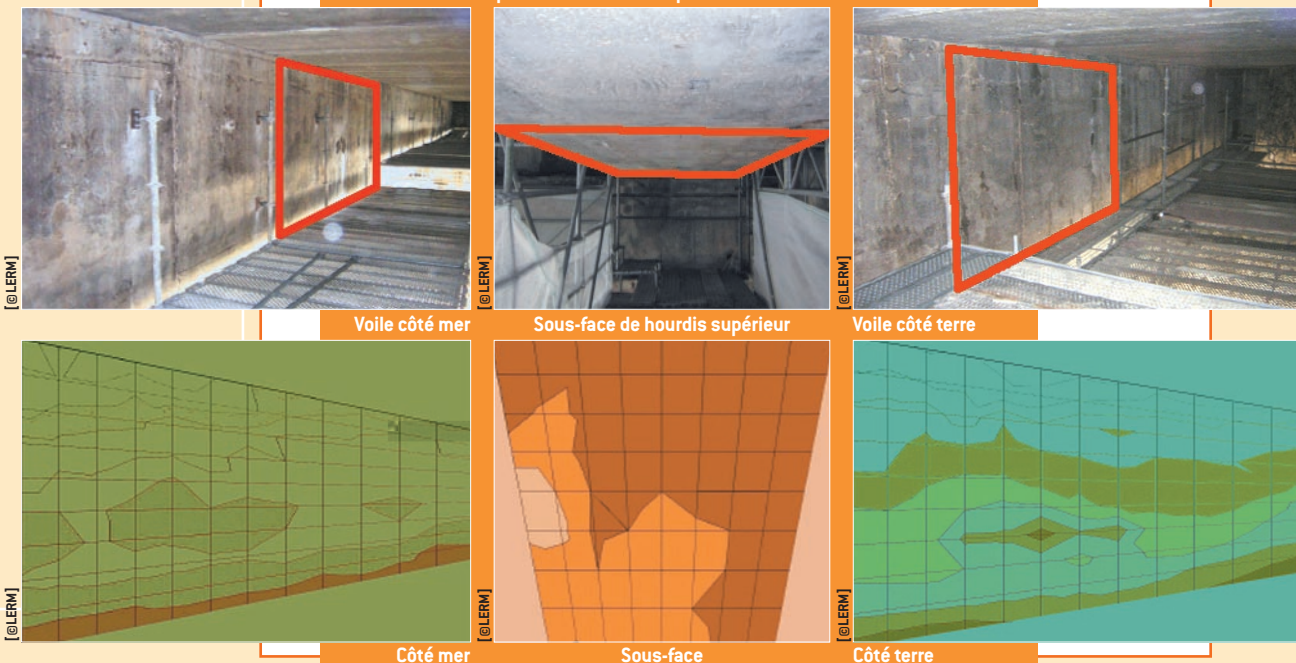 [©LERM]
[©LERM]
[©LERM]
Voile côté mer
Sous-face de hourdis supérieur
Voile côté terre
[©LERM]
[©LERM]
[©LERM]
Côté mer
Sous-face
Côté terre